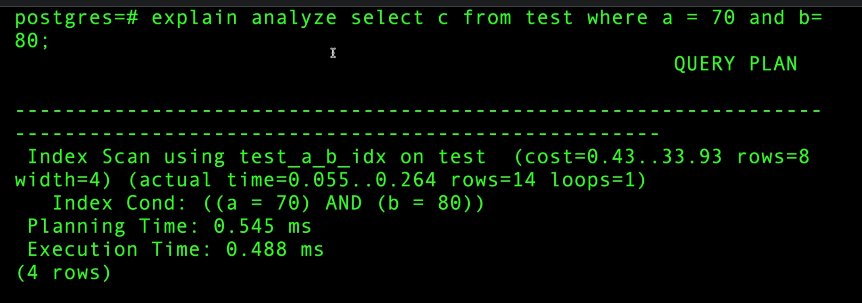 postgres=# explain analyze select c from test where a = 70 and b=
80;
QUERY PLAN
-----------------------------------------------------------------
----------------------------------------------------
Index Scan using test_a_b_idx on test  (cost=0.43..33.93 rows=8
width=4) (actual time=0.055..0.264 rows=14 loops=1)
Index Cond: ((a = 70) AND (b = 80))
Planning Time: 0.545 ms
Execution Time: 0.488 ms
(4 rows)